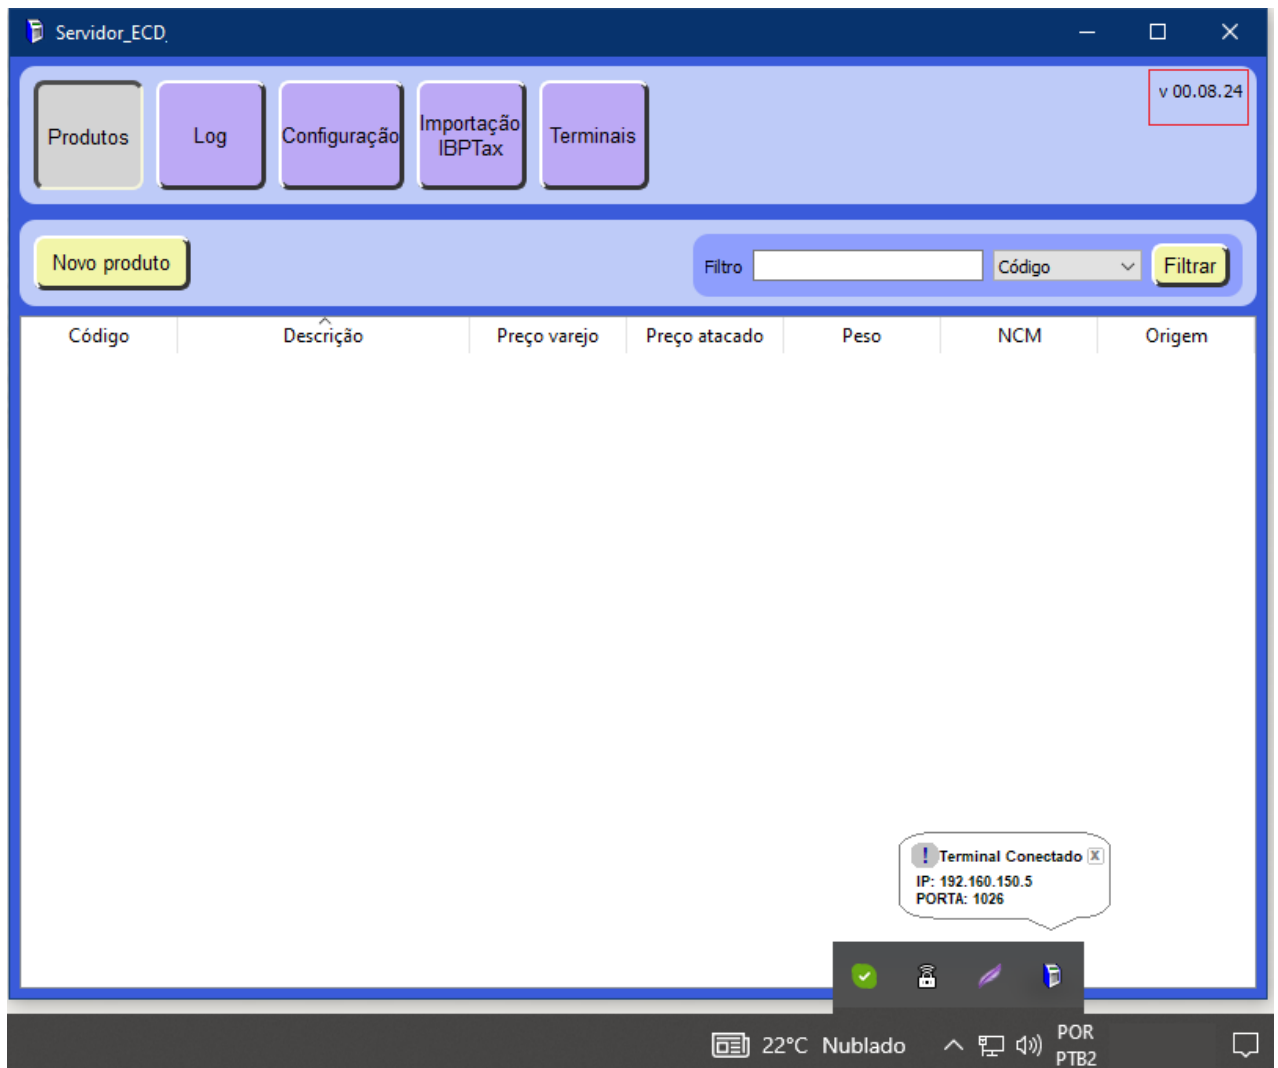 Servidor_ECD
v 00.08.24
Produtos
Log
Configuração
Importação
IBPTax
Terminais
Novo produto
Filtro
Código
Filtrar
Código
Descrição
Preço varejo
Preço atacado
Peso
NCM
Origem
! Terminal Conectado X
IP: 192.160.150.5
PORTA: 1026
22°C Nublado
POR
PTB2